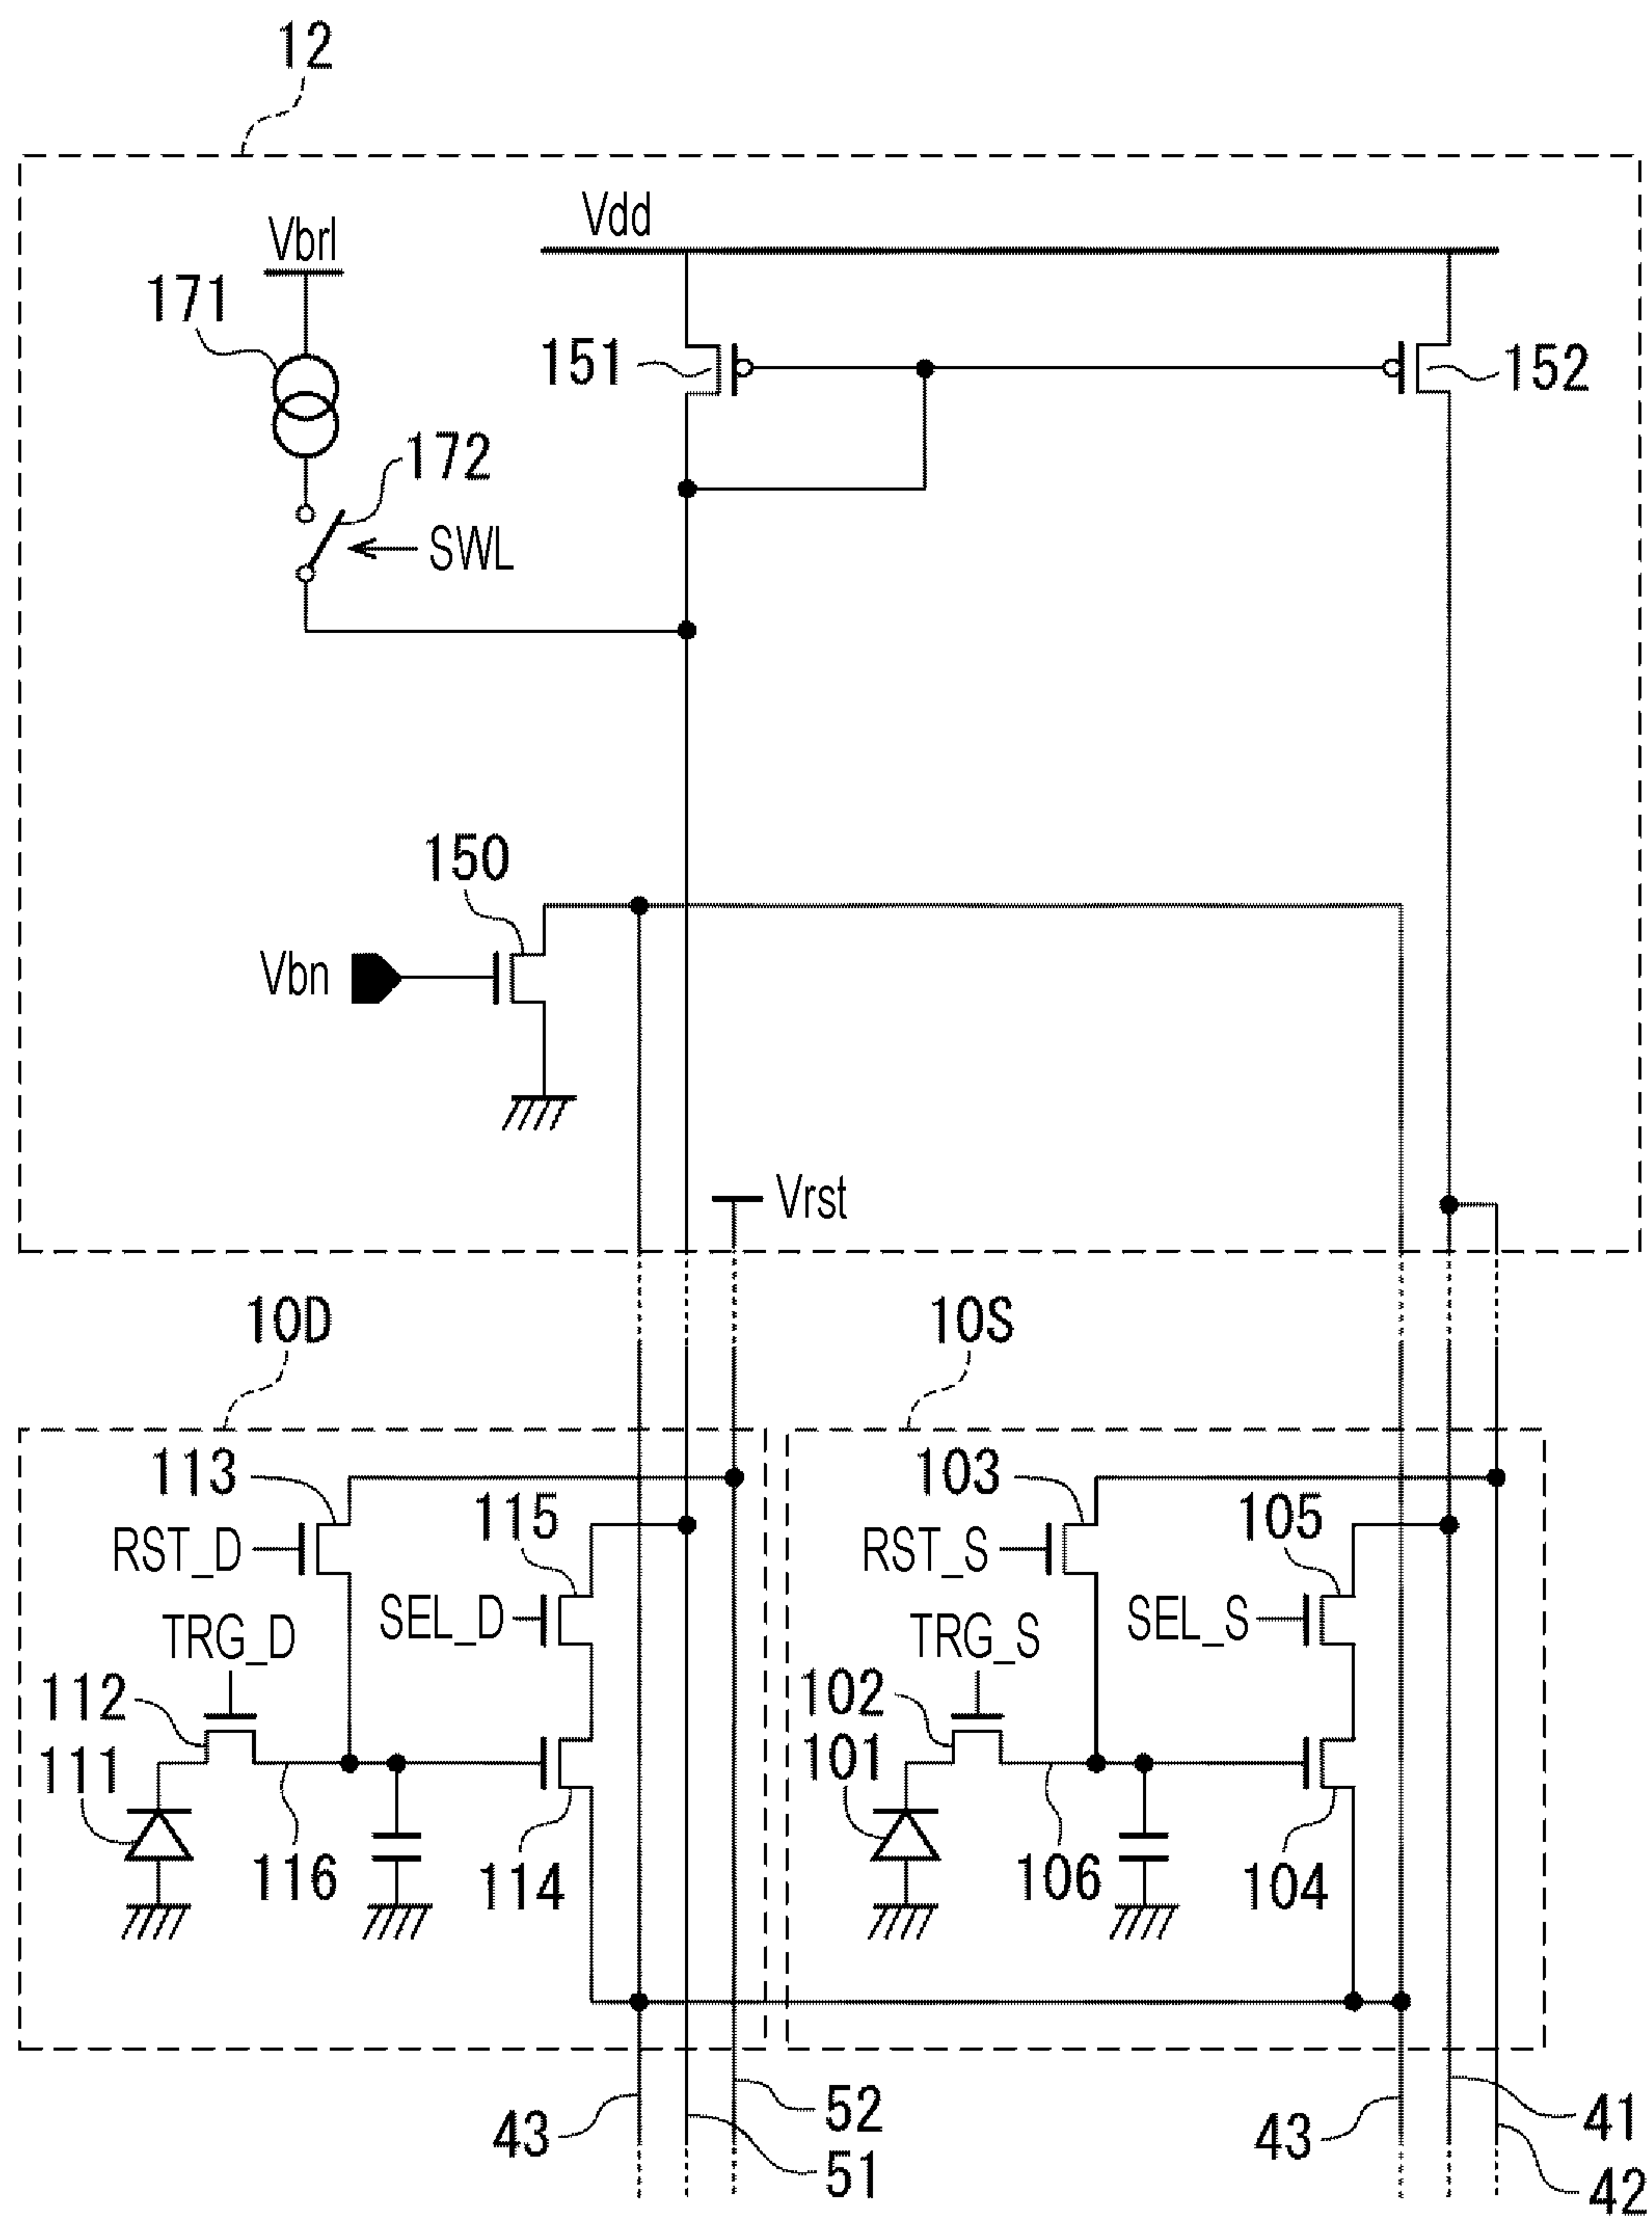 12
Vdd
Vbrl
171
151
152
172
SWL
150
Vbn
Vrst
10D
10S
113
103
115
105
RST_D
RST_S
SEL_D
SEL_S
TRG_D
TRG_S
112
102
111
101
116
114
106
104
52
41
43
43
51
42